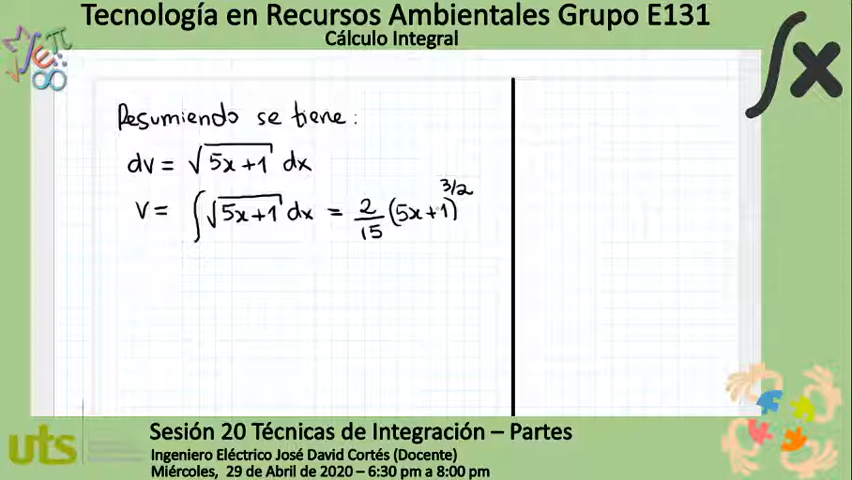 Tecnología en Recursos Ambientales Grupo E131
Cálculo Integral
∫x
Resumiendo se tiene:
dv = √(5x+1) dx
v = ∫√(5x+1) dx = 2/15 (5x+1)^3/2
uts
Sesión 20 Técnicas de Integración – Partes
Ingeniero Eléctrico José David Cortés (Docente)
Miércoles, 29 de Abril de 2020 – 6:30 pm a 8:00 pm